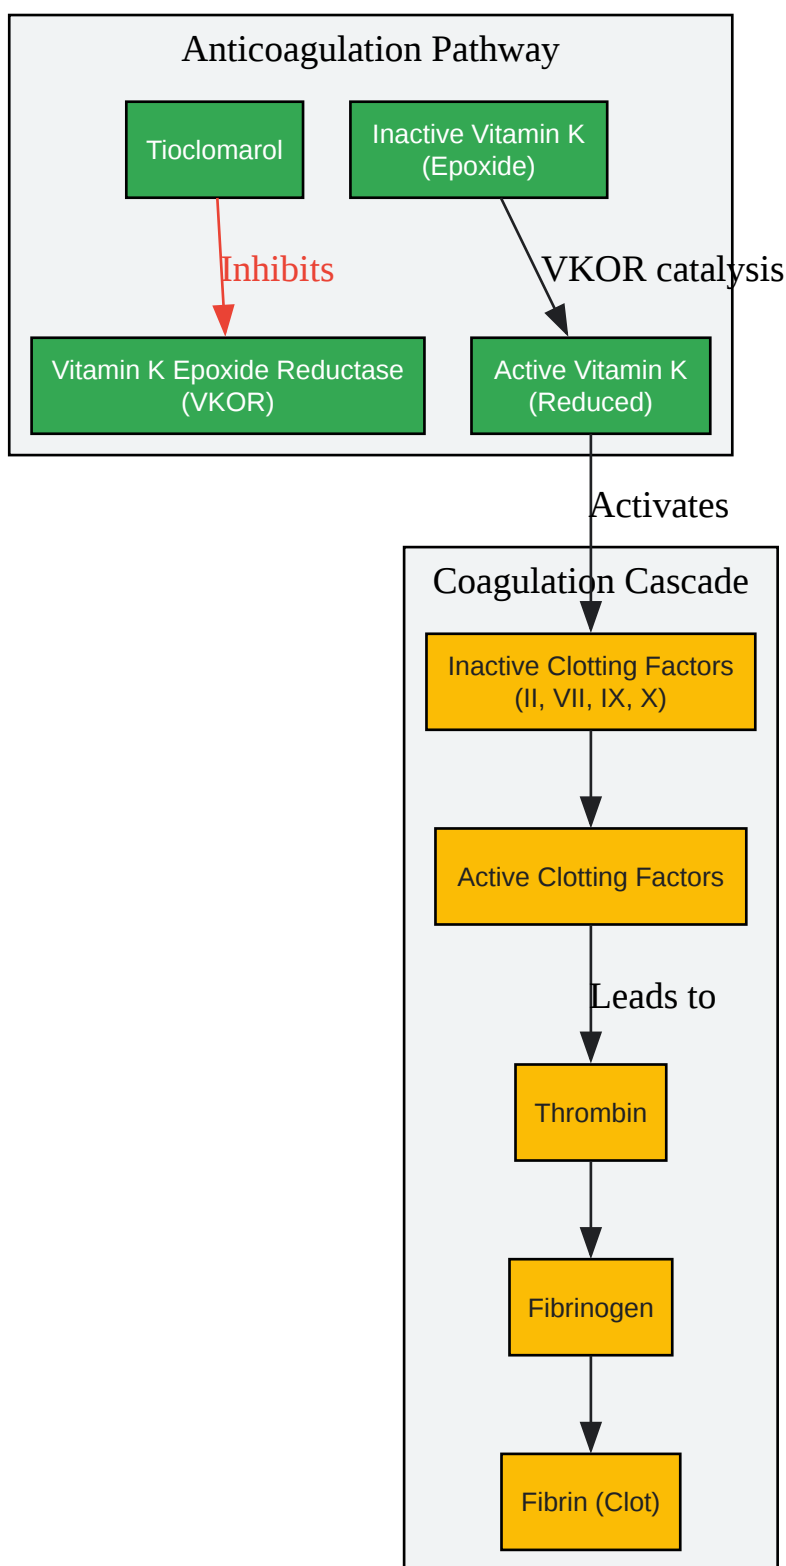 Anticoagulation Pathway
Tioclomarol
Inactive Vitamin K
(Epoxide)
Inhibits
VKOR catalysis
Vitamin K Epoxide Reductase
(VKOR)
Active Vitamin K
(Reduced)
Activates
Coagulation Cascade
Inactive Clotting Factors
(II, VII, IX, X)
Active Clotting Factors
Leads to
Thrombin
Fibrinogen
Fibrin (Clot)